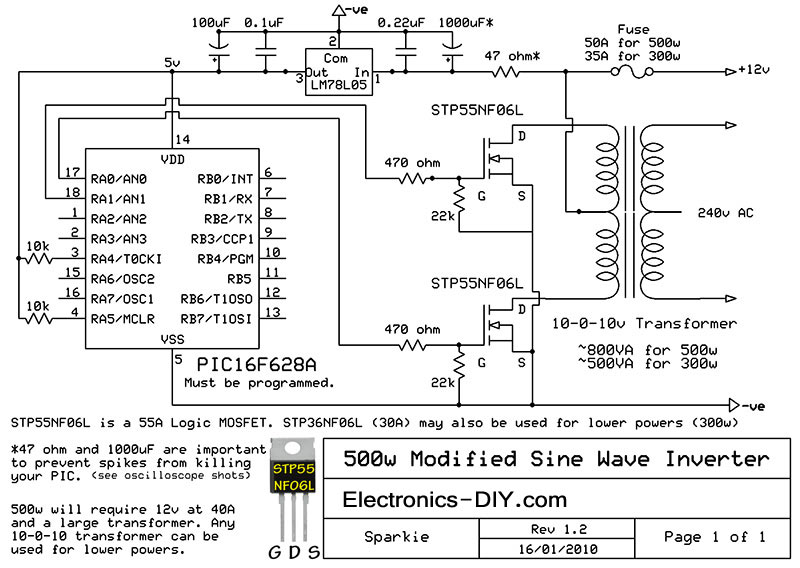 100uF 0.1uF -ve 0.22uF 1000uF*
Fuse
50A for 500w
35A for 300w
2
Com
5v 3 Out In 1 47 ohm* +12v
LM78L05
STP55NF06L
14
VDD
D
470 ohm
G S
22k
17 RA0/AN0 RB0/INT 6
18 RA1/AN1 RB1/RX 7
1 RA2/AN2 RB2/TX 8
2 RA3/AN3 RB3/CCP1 9
10k 3 RA4/T0CKI RB4/PGM 10
15 RA6/OSC2 RB5 11
16 RA7/OSC1 RB6/T1OSO 12
10k 4 RA5/MCLR RB7/T1OSI 13
VSS
5
240v AC
STP55NF06L
D
470 ohm
G S
22k
10-0-10v Transformer
~800VA for 500w
~500VA for 300w
PIC16F628A
Must be programmed.
-ve
STP55NF06L is a 55A Logic MOSFET. STP36NF06L (30A) may also be used for lower powers (300w)
*47 ohm and 1000uF are important
to prevent spikes from killing
your PIC. (see oscilloscope shots)
500w will require 12v at 40A
and a large transformer. Any
10-0-10 transformer can be
used for lower powers.
STP55
NF06L
G D S
500w Modified Sine Wave Inverter
Electronics-DIY.com
Sparkie
Rev 1.2
16/01/2010
Page 1 of 1